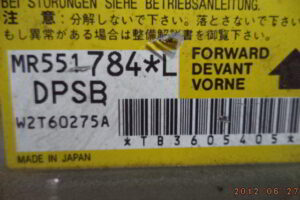 BEI STÖRUNGEN SIEHE BETRIEBSANLEITUNG.
注意：分解しないで下さい。落とさないで下さい
もし異常がある場合は整備解説書を御覧下さい
MR551784*L
FORWARD
DEVANT
VORNE
DPSB
W2T60275A
*TB3605405*
MADE IN JAPAN
2012.06.27